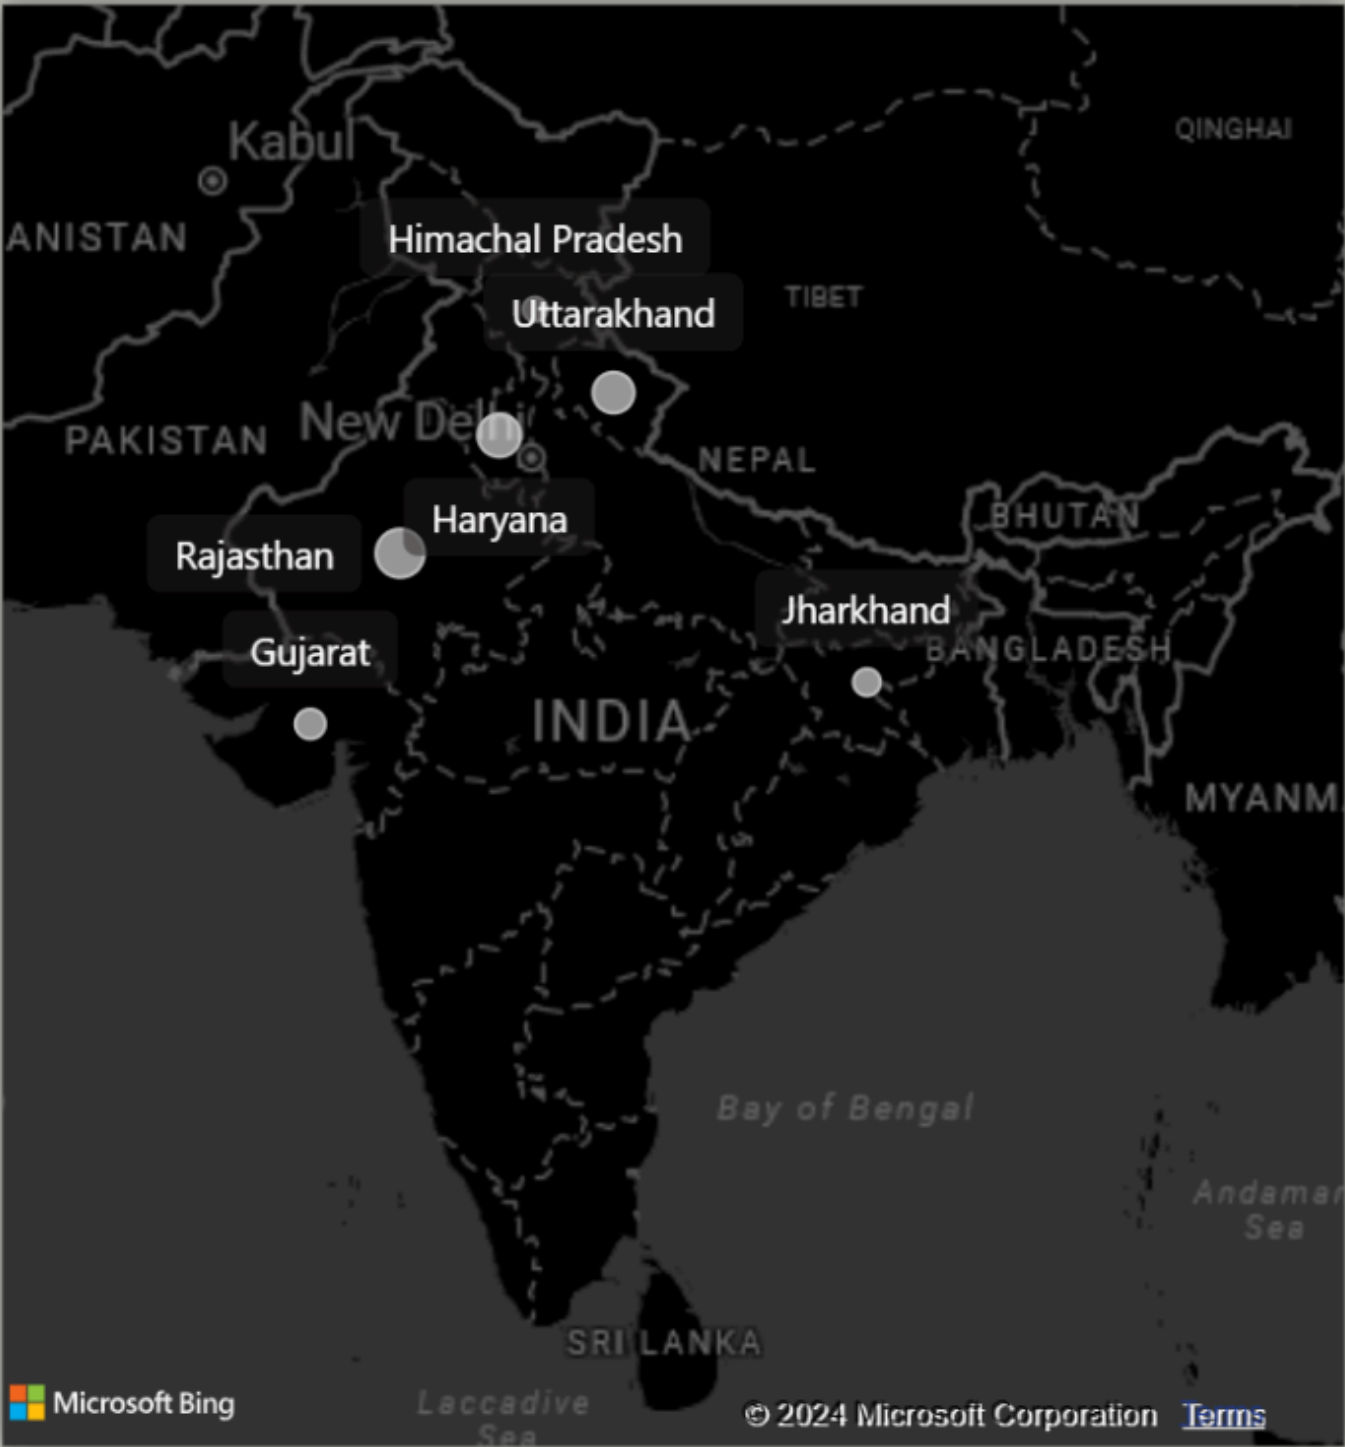 QINGHAI
Kabul
ANISTAN
Himachal Pradesh
TIBET
Uttarakhand
New Delhi
PAKISTAN
NEPAL
BHUTAN
Haryana
Rajasthan
Jharkhand
BANGLADESH
Gujarat
INDIA
MYANM
Bay of Bengal
Andaman
Sea
SRI LANKA
Microsoft Bing
Laccadive
Sea
© 2024 Microsoft Corporation Terms